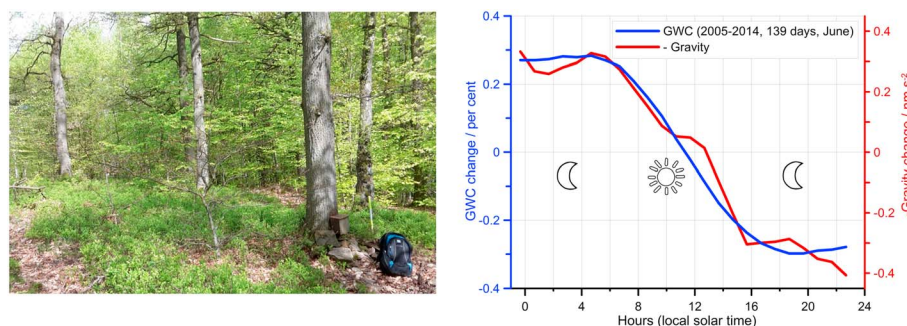 GWC (2005-2014, 139 days, June)
- Gravity
0.4
0.2
0
-0.2
-0.4
GWC change / per cent
0.4
0.2
0
-0.2
-0.4
Gravity change / nm s-2
0 4 8 12 16 20 24
Hours (local solar time)